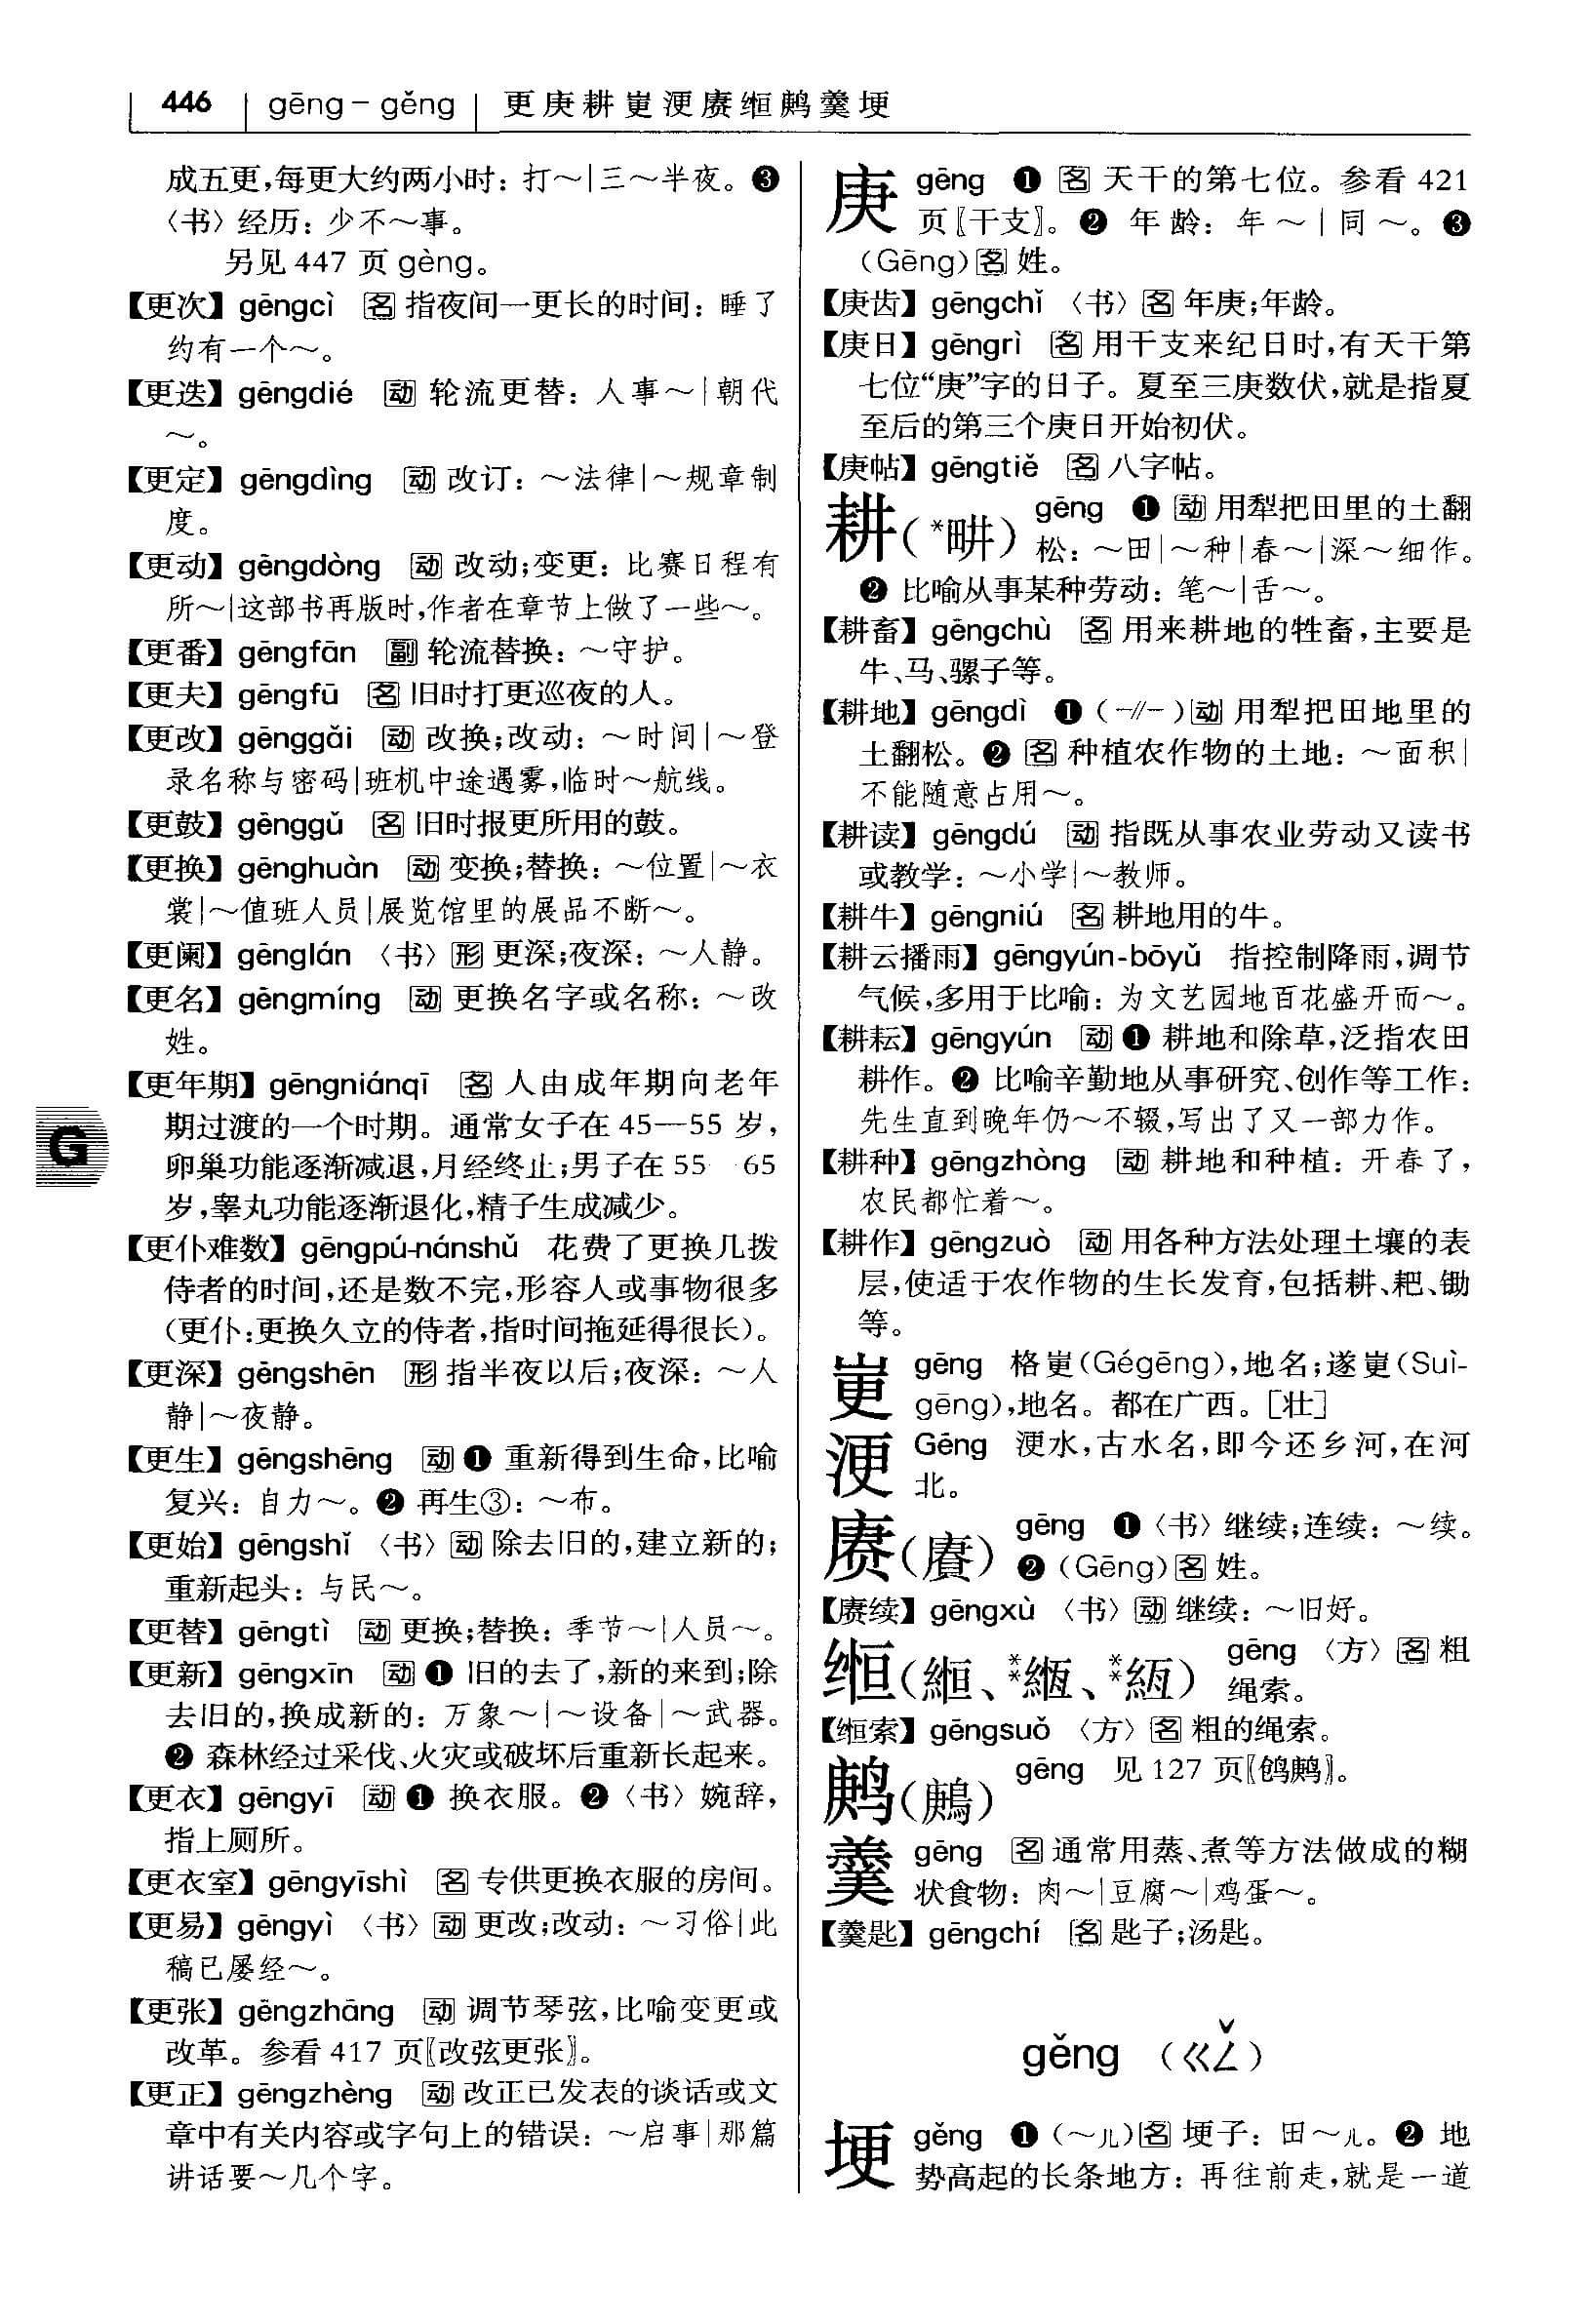 446 gēng－gěng 更庚耕㪅浭赓缏鹒羹埂
成五更,每更大约两小时：打～|三～半夜。❸
〈书〉经历：少不～事。
另见 447 页 gèng。
【更次】gēngcì 名 指夜间一更长的时间：睡了
约有一个～。
【更迭】gēngdié 动 轮流更替：人事～|朝代
～。
【更定】gēngdìng 动 改订：～法律|～规章制
度。
【更动】gēngdòng 动 改动;变更：比赛日程有
所～|这部书再版时,作者在章节上做了一些～。
【更番】gēngfān 副 轮流替换：～守护。
【更夫】gēngfū 名 旧时打更巡夜的人。
【更改】gēnggǎi 动 改换;改动：～时间|～登
录名称与密码|班机中途遇雾,临时～航线。
【更鼓】gēnggǔ 名 旧时报更所用的鼓。
【更换】gēnghuàn 动 变换;替换：～位置|～衣
裳|～值班人员|展览馆里的展品不断～。
【更阑】gēnglán 〈书〉形 更深;夜深：～人静。
【更名】gēngmíng 动 更换名字或名称：～改
姓。
【更年期】gēngniánqī 名 人由成年期向老年
期过渡的一个时期。通常女子在 45—55 岁,
卵巢功能逐渐减退,月经终止;男子在 55 65
岁,睾丸功能逐渐退化,精子生成减少。
【更仆难数】gēngpú-nánshǔ 花费了更换几拨
侍者的时间,还是数不完,形容人或事物很多
(更仆:更换久立的侍者,指时间拖延得很长)。
【更深】gēngshēn 形 指半夜以后;夜深：～人
静|～夜静。
【更生】gēngshēng 动 ❶ 重新得到生命,比喻
复兴：自力～。❷ 再生③：～布。
【更始】gēngshǐ 〈书〉动 除去旧的,建立新的;
重新起头：与民～。
【更替】gēngtì 动 更换;替换：季节～|人员～。
【更新】gēngxīn 动 ❶ 旧的去了,新的来到;除
去旧的,换成新的：万象～|～设备|～武器。
❷ 森林经过采伐、火灾或破坏后重新长起来。
【更衣】gēngyī 动 ❶ 换衣服。❷〈书〉婉辞,
指上厕所。
【更衣室】gēngyīshì 名 专供更换衣服的房间。
【更易】gēngyì 〈书〉动 更改;改动：～习俗|此
稿已屡经～。
【更张】gēngzhāng 动 调节琴弦,比喻变更或
改革。参看 417 页〖改弦更张〗。
【更正】gēngzhèng 动 改正已发表的谈话或文
章中有关内容或字句上的错误：～启事|那篇
讲话要～几个字。
G
庚 gēng ❶ 名 天干的第七位。参看 421
页〖干支〗。❷ 年龄：年～|同～。❸
(Gēng)名 姓。
【庚齿】gēngchǐ 〈书〉名 年庚;年龄。
【庚日】gēngrì 名 用干支来纪日时,有天干第
七位“庚”字的日子。夏至三庚数伏,就是指夏
至后的第三个庚日开始初伏。
【庚帖】gēngtiě 名 八字帖。
耕(*畊) gēng ❶ 动 用犁把田里的土翻
松：～田|～种|春～|深～细作。
❷ 比喻从事某种劳动：笔～|舌～。
【耕畜】gēngchù 名 用来耕地的牲畜,主要是
牛、马、骡子等。
【耕地】gēngdì ❶ (-//-)动 用犁把田地里的
土翻松。❷ 名 种植农作物的土地：～面积|
不能随意占用～。
【耕读】gēngdú 动 指既从事农业劳动又读书
或教学：～小学|～教师。
【耕牛】gēngniú 名 耕地用的牛。
【耕云播雨】gēngyún-bōyǔ 指控制降雨,调节
气候,多用于比喻：为文艺园地百花盛开而～。
【耕耘】gēngyún 动 ❶ 耕地和除草,泛指农田
耕作。❷ 比喻辛勤地从事研究、创作等工作：
先生直到晚年仍～不辍,写出了又一部力作。
【耕种】gēngzhòng 动 耕地和种植：开春了,
农民都忙着～。
【耕作】gēngzuò 动 用各种方法处理土壤的表
层,使适于农作物的生长发育,包括耕、耙、锄
等。
gēng 格(Gégēng),地名;遂(Suì-
gēng),地名。都在广西。[壮]
浭 Gēng 浭水,古水名,即今还乡河,在河
北。
赓(賡) gēng ❶〈书〉继续;连续：～续。
❷ (Gēng)名 姓。
【赓续】gēngxù 〈书〉动 继续：～旧好。
縆(緪、**絚) gēng 〈方〉名 粗
绳索。
【縆索】gēngsuǒ 〈方〉名 粗的绳索。
鹒(鶊) gēng 见 127 页〖鸧鹒〗。
羹 gēng 名 通常用蒸、煮等方法做成的糊
状食物：肉～|豆腐～|鸡蛋～。
【羹匙】gēngchí 名 匙子;汤匙。
gěng (ㄍㄥˇ)
埂 gěng ❶ (～儿)名 埂子：田～儿。❷ 地
势高起的长条地方：再往前走,就是一道